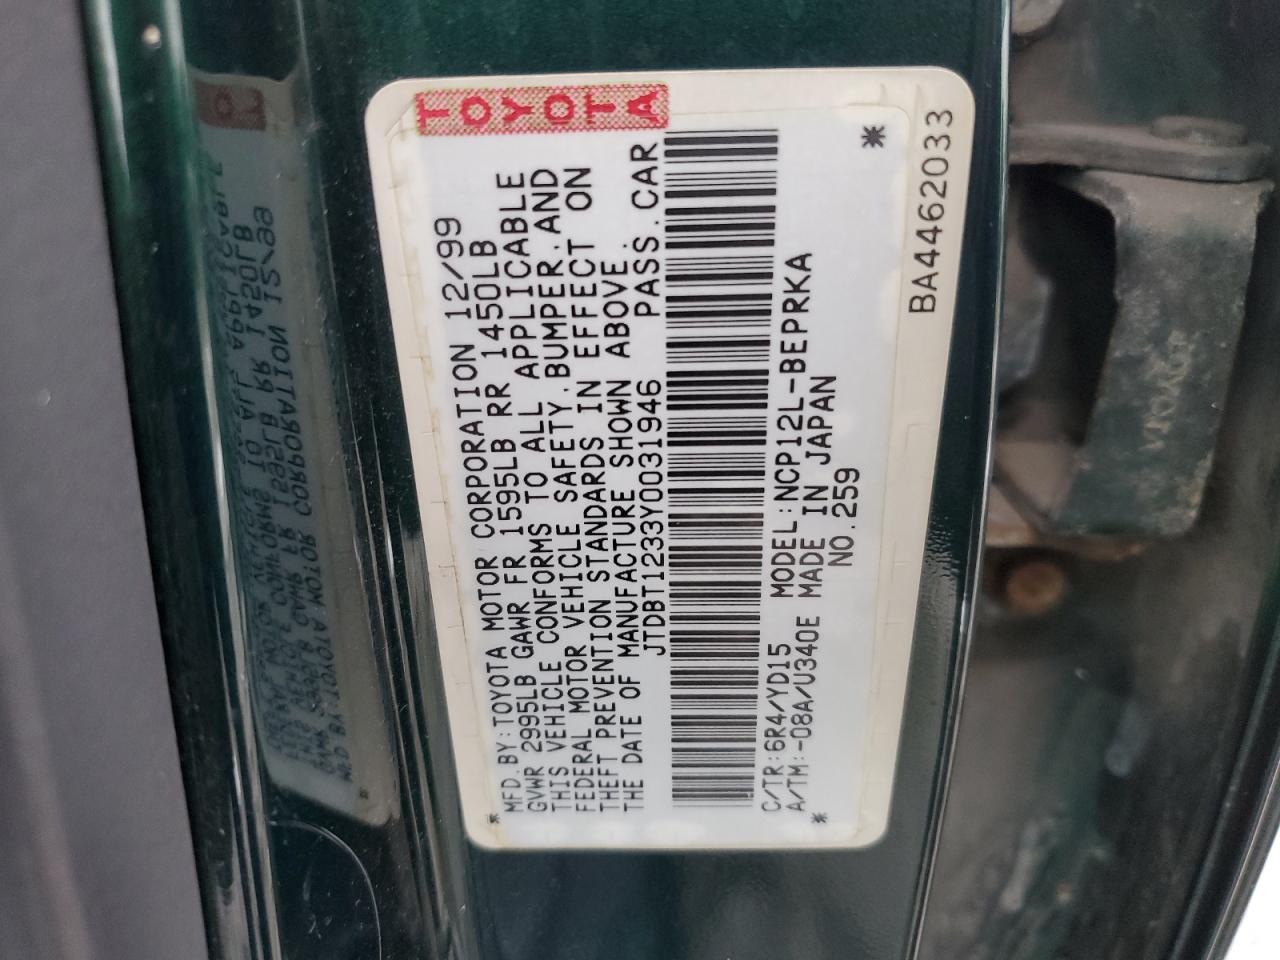 TOYOTA
MFD. BY: TOYOTA MOTOR CORPORATION 12/99
GVWR 2995LB GAWR FR 1595LB RR 1450LB
THIS VEHICLE CONFORMS TO ALL APPLICABLE
FEDERAL MOTOR VEHICLE SAFETY, BUMPER, AND
THEFT PREVENTION STANDARDS IN EFFECT ON
THE DATE OF MANUFACTURE SHOWN ABOVE.
JTDBT1233Y0031946 PASS. CAR
*
*
C/TR: 6R4/YD15 MODEL: NCP12L-BEPRKA
A/TM: -08A/U340E MADE IN JAPAN
NO. 259
*
BA4462033